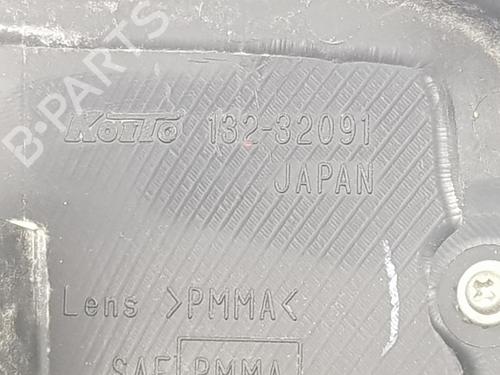 B-PARTS
KOITO 132-32091
JAPAN
Lens >PMMA<
SAE PMMA